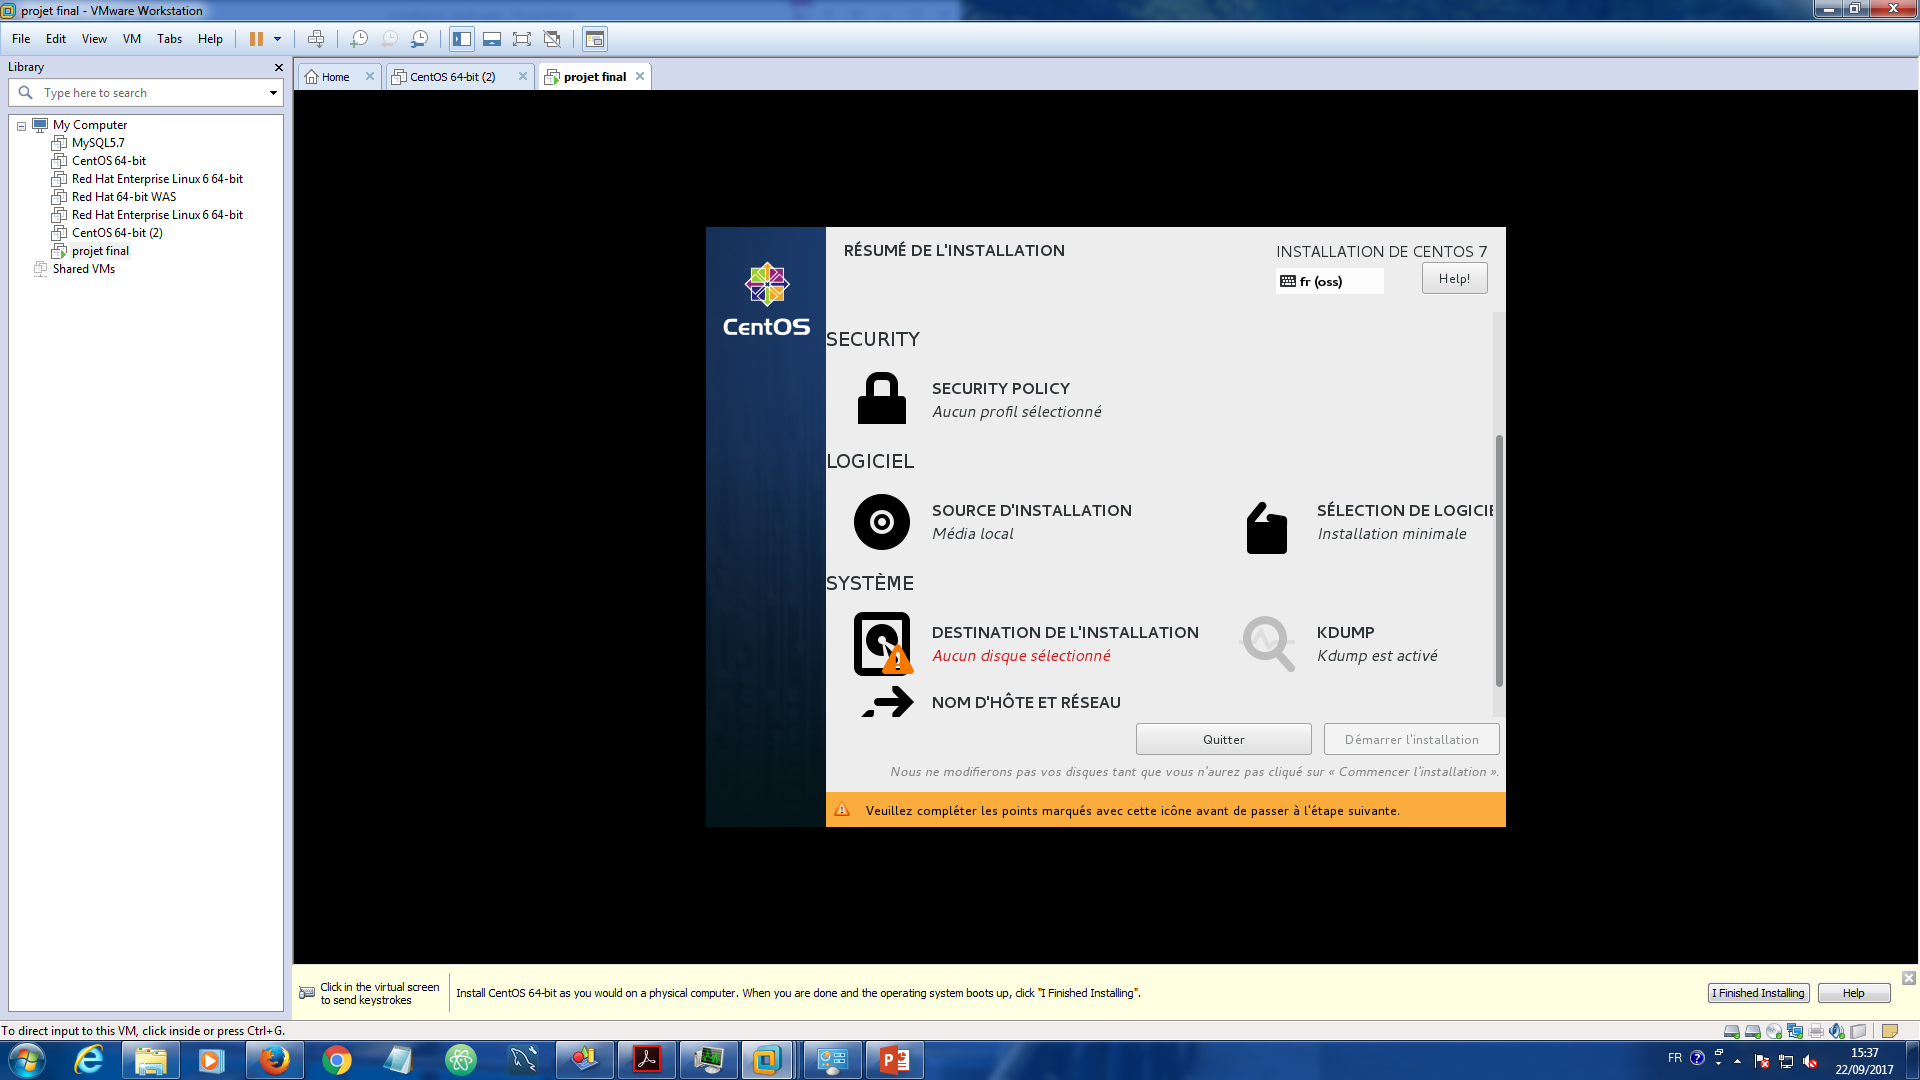 projet final - VMware Workstation
File Edit View VM Tabs Help
Library
Type here to search
My Computer
MySQL5.7
CentOS 64-bit
Red Hat Enterprise Linux 6 64-bit
Red Hat 64-bit WAS
Red Hat Enterprise Linux 6 64-bit
CentOS 64-bit (2)
projet final
Shared VMs
Home
CentOS 64-bit (2)
projet final
CentOS
RÉSUMÉ DE L'INSTALLATION
INSTALLATION DE CENTOS 7
fr (oss)
Help!
SECURITY
SECURITY POLICY
Aucun profil sélectionné
LOGICIEL
SOURCE D'INSTALLATION
Média local
SÉLECTION DE LOGICIE
Installation minimale
SYSTÈME
DESTINATION DE L'INSTALLATION
Aucun disque sélectionné
KDUMP
Kdump est activé
NOM D'HÔTE ET RÉSEAU
Quitter
Démarrer l'installation
Nous ne modifierons pas vos disques tant que vous n'aurez pas cliqué sur « Commencer l'installation ».
Veuillez compléter les points marqués avec cette icône avant de passer à l'étape suivante.
Click in the virtual screen
to send keystrokes
Install CentOS 64-bit as you would on a physical computer. When you are done and the operating system boots up, click "I Finished Installing".
I Finished Installing
Help
To direct input to this VM, click inside or press Ctrl+G.
FR
15:37
22/09/2017